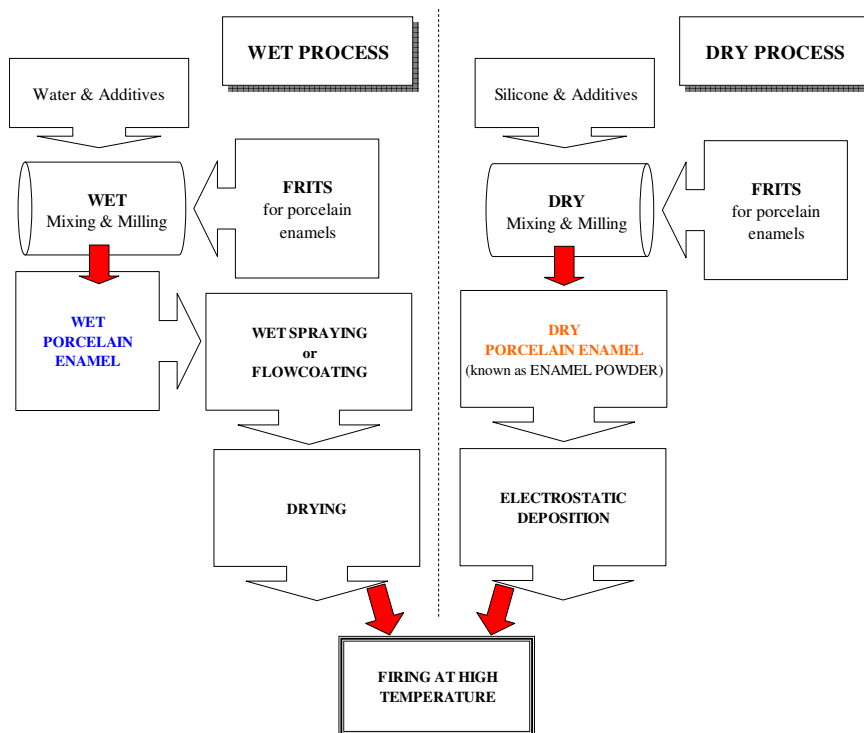 WET PROCESS
Water & Additives
WET
Mixing & Milling
FRITS
for porcelain
enamels
WET
PORCELAIN
ENAMEL
WET SPRAYING
or
FLOWCOATING
DRYING
DRY PROCESS
Silicone & Additives
DRY
Mixing & Milling
FRITS
for porcelain
enamels
DRY
PORCELAIN ENAMEL
(known as ENAMEL POWDER)
ELECTROSTATIC
DEPOSITION
FIRING AT HIGH
TEMPERATURE